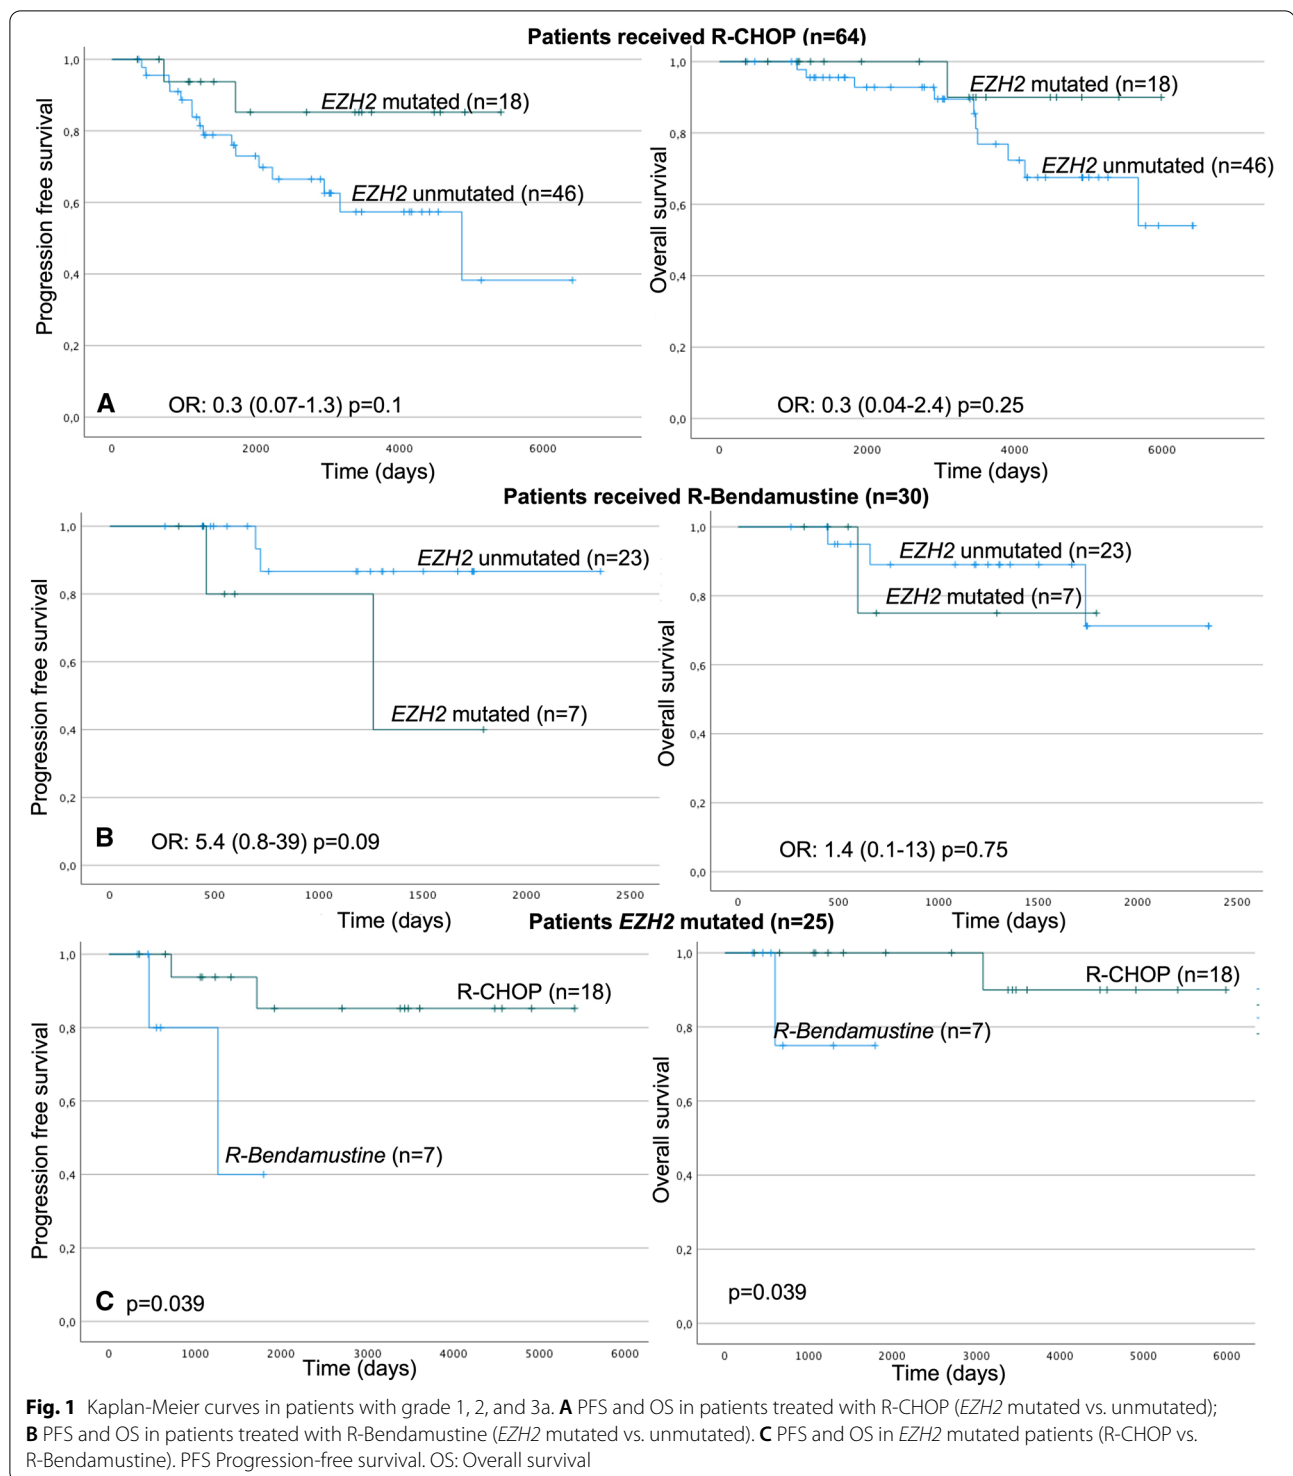 Patients received R-CHOP (n=64)
Progression free survival
1,0
0,8
0,6
0,4
0,2
0,0
EZH2 mutated (n=18)
EZH2 unmutated (n=46)
A
OR: 0.3 (0.07-1.3) p=0.1
0 2000 4000 6000
Time (days)
Overall survival
1,0
0,8
0,6
0,4
0,2
0,0
EZH2 mutated (n=18)
EZH2 unmutated (n=46)
OR: 0.3 (0.04-2.4) p=0.25
0 2000 4000 6000
Time (days)
Patients received R-Bendamustine (n=30)
Progression free survival
1,0
0,8
0,6
0,4
0,2
0,0
EZH2 unmutated (n=23)
EZH2 mutated (n=7)
B
OR: 5.4 (0.8-39) p=0.09
0 500 1000 1500 2000 2500
Time (days)
Overall survival
1,0
0,8
0,6
0,4
0,2
0,0
EZH2 unmutated (n=23)
EZH2 mutated (n=7)
OR: 1.4 (0.1-13) p=0.75
0 500 1000 1500 2000 2500
Time (days)
Patients EZH2 mutated (n=25)
Progression free survival
1,0
0,8
0,6
0,4
0,2
0,0
R-CHOP (n=18)
R-Bendamustine (n=7)
C
p=0.039
0 1000 2000 3000 4000 5000 6000
Time (days)
Overall survival
1,0
0,8
0,6
0,4
0,2
0,0
R-CHOP (n=18)
R-Bendamustine (n=7)
p=0.039
0 1000 2000 3000 4000 5000 6000
Time (days)
Fig. 1 Kaplan-Meier curves in patients with grade 1, 2, and 3a. A PFS and OS in patients treated with R-CHOP (EZH2 mutated vs. unmutated);
B PFS and OS in patients treated with R-Bendamustine (EZH2 mutated vs. unmutated). C PFS and OS in EZH2 mutated patients (R-CHOP vs.
R-Bendamustine). PFS Progression-free survival. OS: Overall survival